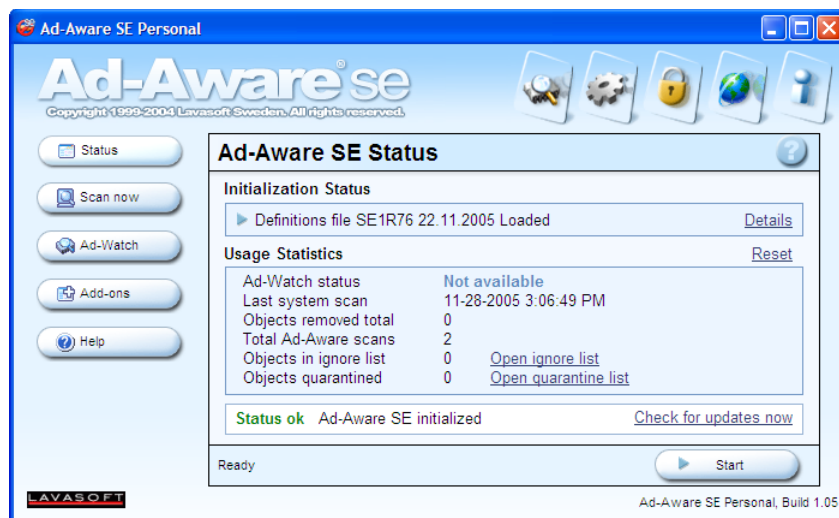 Ad-Aware SE Personal
Ad-Aware® se
Copyright 1999-2004 Lavasoft Sweden. All rights reserved.
Status
Scan now
Ad-Watch
Add-ons
Help
Ad-Aware SE Status
Initialization Status
Definitions file SE1R76 22.11.2005 Loaded Details
Usage Statistics Reset
Ad-Watch status Not available
Last system scan 11-28-2005 3:06:49 PM
Objects removed total 0
Total Ad-Aware scans 2
Objects in ignore list 0 Open ignore list
Objects quarantined 0 Open quarantine list
Status ok Ad-Aware SE initialized Check for updates now
Ready Start
LAVASOFT
Ad-Aware SE Personal, Build 1.05